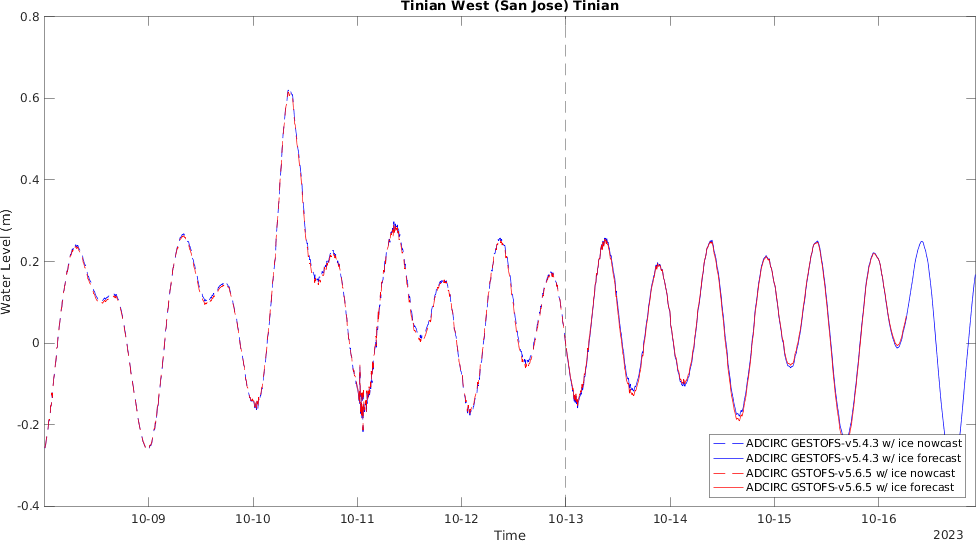 Tinian West (San Jose) Tinian
0.8
0.6
0.4
0.2
0
-0.2
-0.4
Water Level (m)
10-09
10-10
10-11
10-12
10-13
10-14
10-15
10-16
Time
2023
ADCIRC GESTOFS-v5.4.3 w/ ice nowcast
ADCIRC GESTOFS-v5.4.3 w/ ice forecast
ADCIRC GSTOFS-v5.6.5 w/ ice nowcast
ADCIRC GSTOFS-v5.6.5 w/ ice forecast